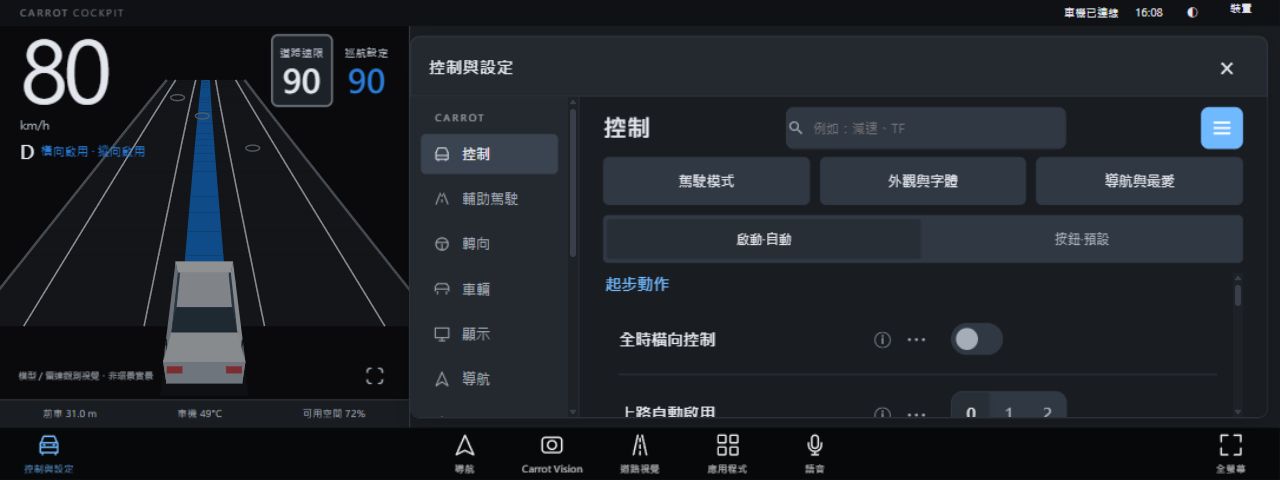 CARROT COCKPIT
車機已連線 16:08 裝置
80
km/h
D 橫向啟用 · 縱向啟用
道路速限
90
巡航設定
90
模型 / 雷達觀測視覺 · 非環景實景
前車 31.0 m
車機 49°C
可用空間 72%
控制與設定
CARROT
控制
輔助駕駛
轉向
車輛
顯示
導航
控制
例如：減速、TF
駕駛模式
外觀與字體
導航與最愛
啟動·自動
按鈕·預設
起步動作
全時橫向控制
上路自動啟用
0 1 2
控制與設定
導航
Carrot Vision
道路視覺
應用程式
語音
全螢幕